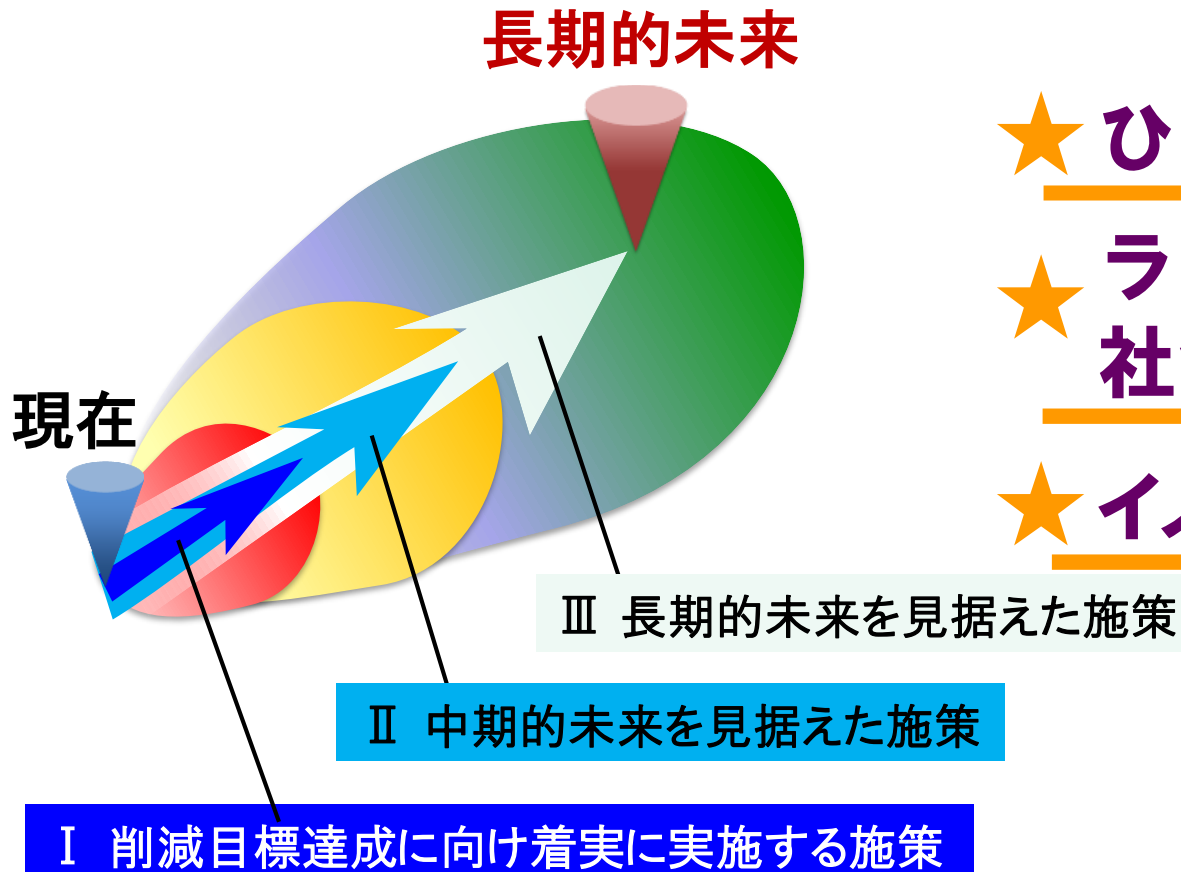 長期的未来
現在
ひ
ラ
社
Ⅲ 長期的未来を見据えた施策
Ⅱ 中期的未来を見据えた施策
Ⅰ 削減目標達成に向け着実に実施する施策